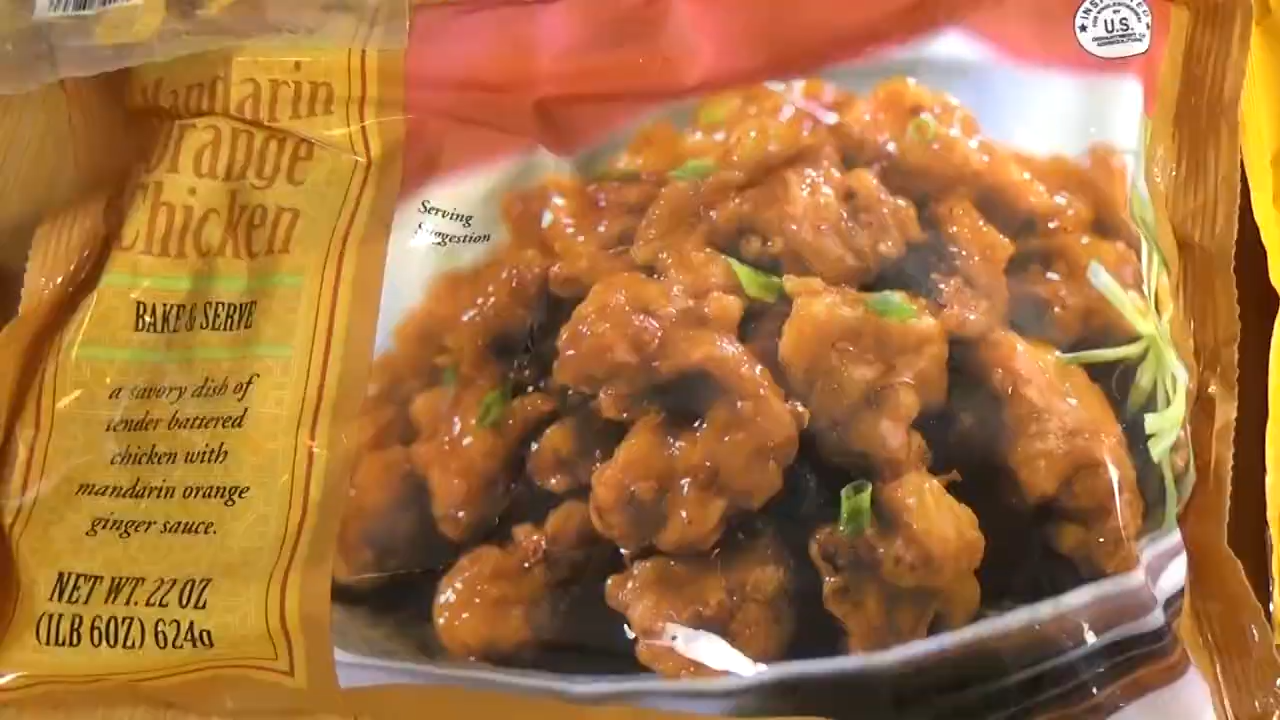 Mandarin
Orange
Chicken
BAKE & SERVE
a savory dish of
tender battered
chicken with
mandarin orange
ginger sauce.
NET WT. 22 OZ
(1LB 6OZ) 624g
Serving
Suggestion
INSPECTED
U.S.